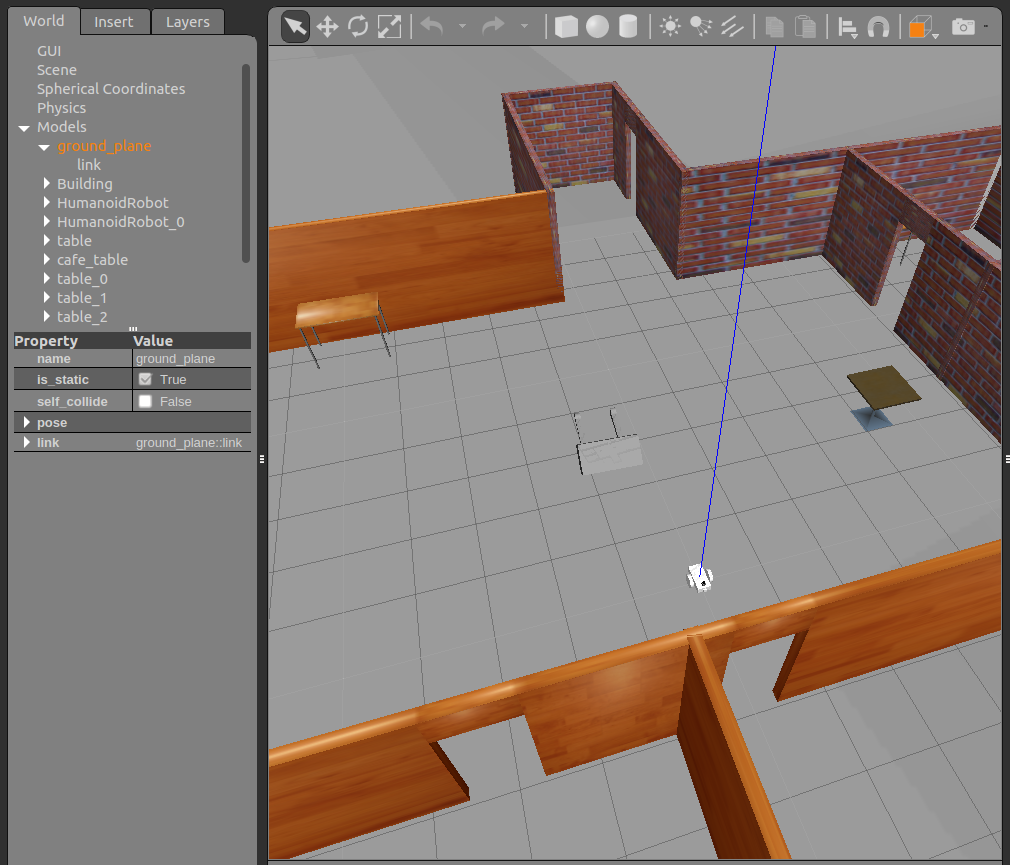 World Insert Layers
GUI
Scene
Spherical Coordinates
Physics
Models
ground_plane
link
Building
HumanoidRobot
HumanoidRobot_0
table
cafe_table
table_0
table_1
table_2
Property Value
name ground_plane
is_static True
self_collide False
pose
link ground_plane::link